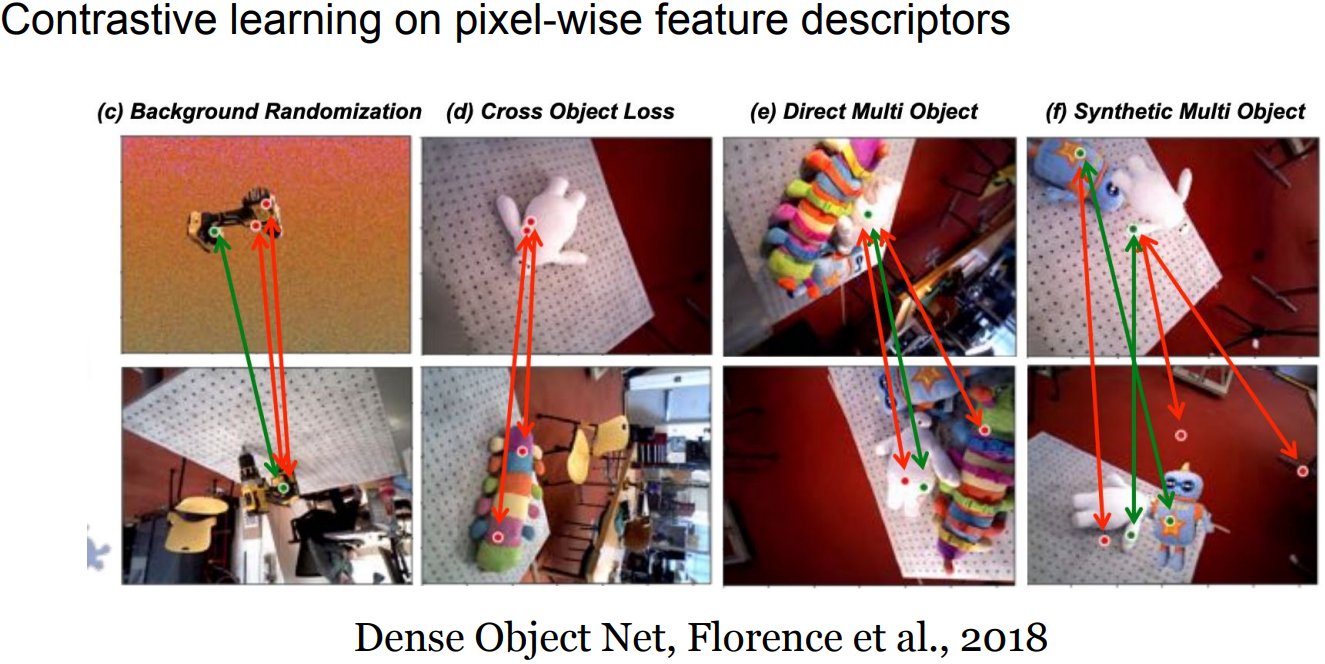 Contrastive learning on pixel-wise feature descriptors
(c) Background Randomization (d) Cross Object Loss (e) Direct Multi Object (f) Synthetic Multi Object
Dense Object Net, Florence et al., 2018